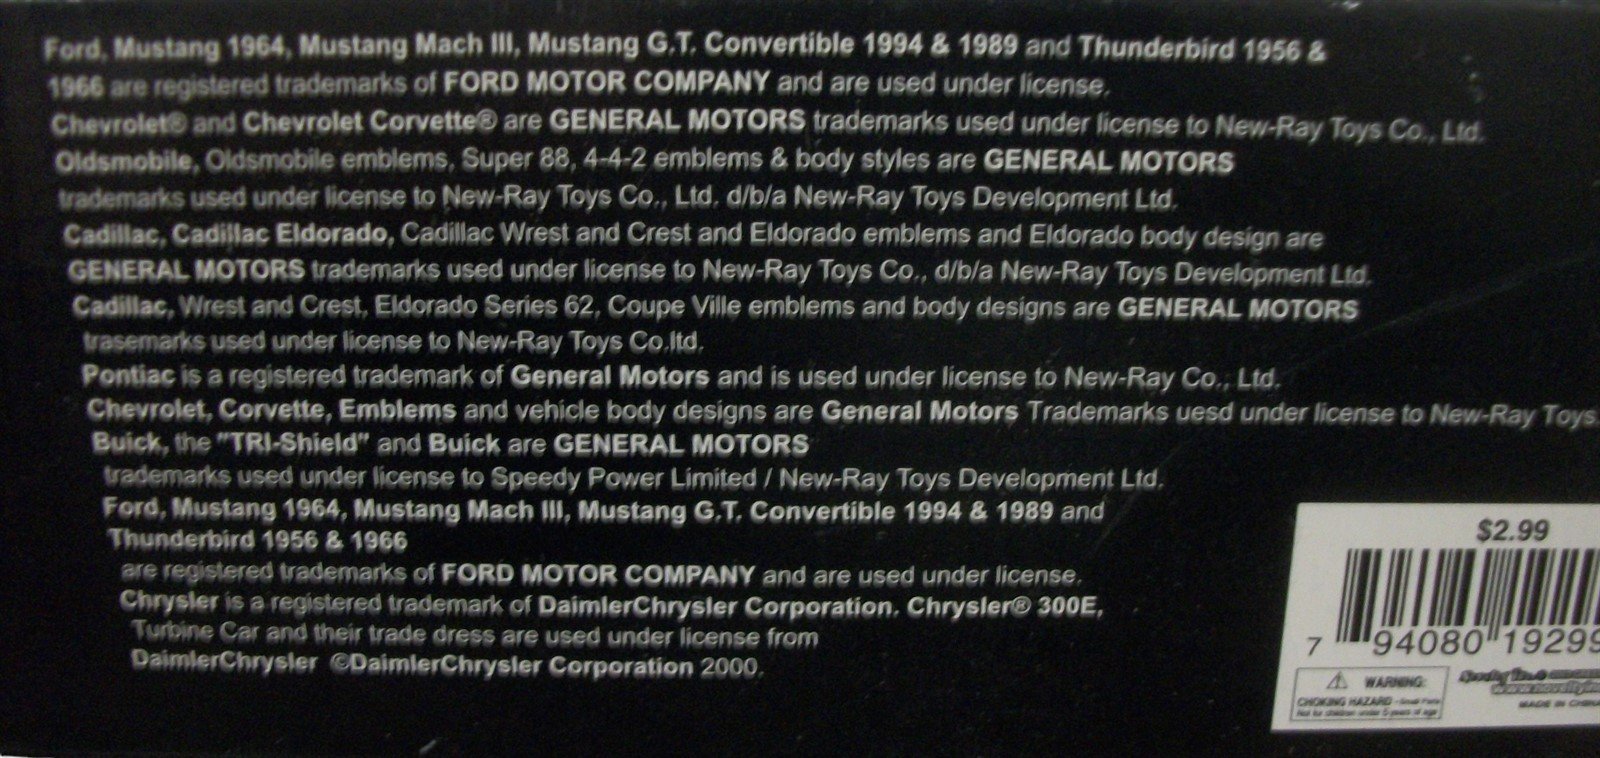 Ford, Mustang 1964, Mustang Mach III, Mustang G.T. Convertible 1994 & 1989 and Thunderbird 1956 &
1966 are registered trademarks of FORD MOTOR COMPANY and are used under license.
Chevrolet® and Chevrolet Corvette® are GENERAL MOTORS trademarks used under license to New-Ray Toys Co., Ltd.
Oldsmobile, Oldsmobile emblems, Super 88, 4-4-2 emblems & body styles are GENERAL MOTORS
trademarks used under license to New-Ray Toys Co., Ltd. d/b/a New-Ray Toys Development Ltd.
Cadillac, Cadillac Eldorado, Cadillac Wrest and Crest and Eldorado emblems and Eldorado body design are
GENERAL MOTORS trademarks used under license to New-Ray Toys Co., d/b/a New-Ray Toys Development Ltd.
Cadillac, Wrest and Crest, Eldorado Series 62, Coupe Ville emblems and body designs are GENERAL MOTORS
trasemarks used under license to New-Ray Toys Co.ltd.
Pontiac is a registered trademark of General Motors and is used under license to New-Ray Co., Ltd.
Chevrolet, Corvette, Emblems and vehicle body designs are General Motors Trademarks uesd under license to New-Ray Toys
Buick, the "TRI-Shield" and Buick are GENERAL MOTORS
trademarks used under license to Speedy Power Limited / New-Ray Toys Development Ltd.
Ford, Mustang 1964, Mustang Mach III, Mustang G.T. Convertible 1994 & 1989 and
Thunderbird 1956 & 1966
are registered trademarks of FORD MOTOR COMPANY and are used under license.
Chrysler is a registered trademark of DaimlerChrysler Corporation. Chrysler® 300E,
Turbine Car and their trade dress are used under license from
DaimlerChrysler ©DaimlerChrysler Corporation 2000.
$2.99
7 94080 19299
WARNING:
CHOKING HAZARD - Small Parts
Not for children under 3 years of age
MADE IN CHINA